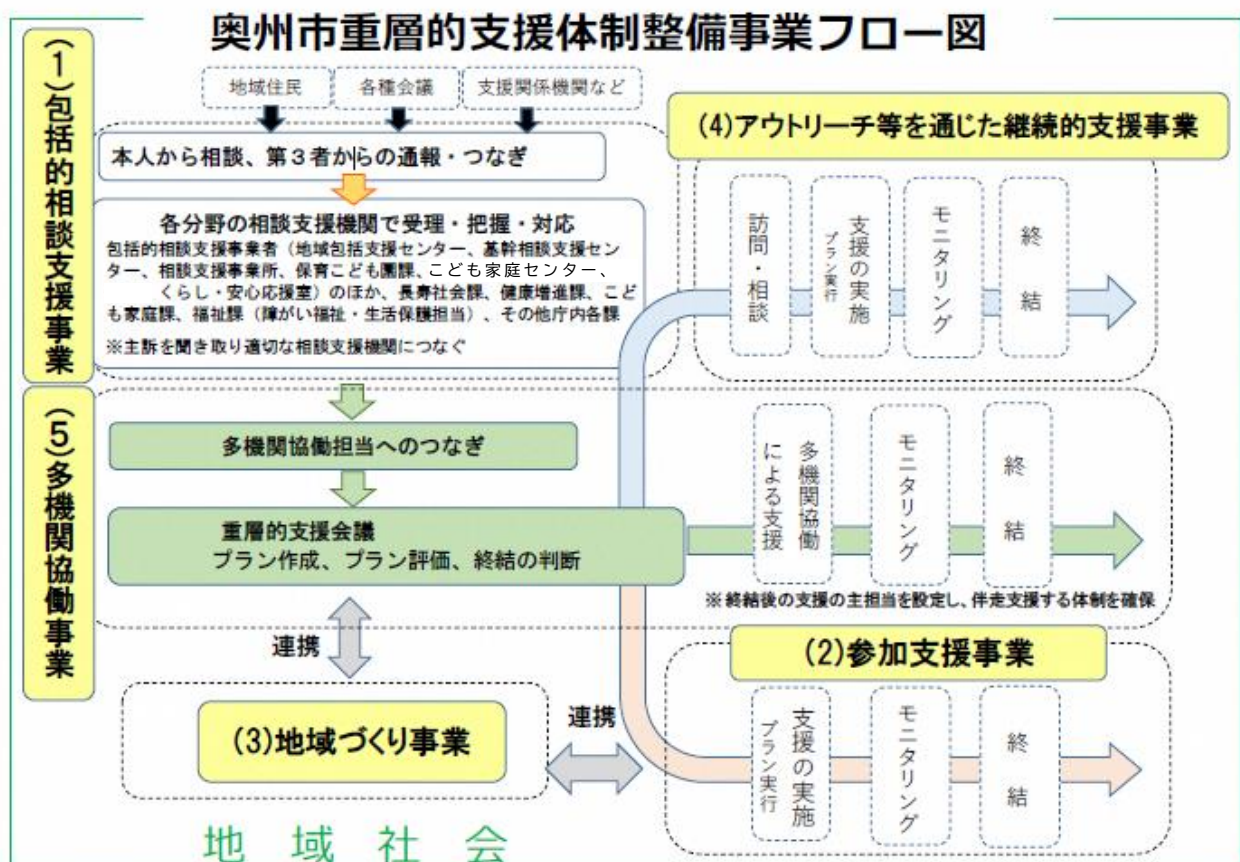 奥州市重層的支援体制整備事業フロー図
(1)包括的相談支援事業
地域住民
各種会議
支援関係機関など
本人から相談、第3者からの通報・つなぎ
各分野の相談支援機関で受理・把握・対応
包括的相談支援事業者(地域包括支援センター、基幹相談支援セン
ター、相談支援事業所、保育こども園課、こども家庭センター、
くらし・安心応援室)のほか、長寿社会課、健康増進課、こど
も家庭課、福祉課(障がい福祉・生活保護担当)、その他庁内各課
※主訴を聞き取り適切な相談支援機関につなぐ
(4)アウトリーチ等を通じた継続的支援事業
訪問・相談
支援の実施
プラン実行
モニタリング
終結
(5)多機関協働事業
多機関協働担当へのつなぎ
重層的支援会議
プラン作成、プラン評価、終結の判断
多機関協働
による支援
モニタリング
終結
※終結後の支援の主担当を設定し、伴走支援する体制を確保
連携
(3)地域づくり事業
連携
(2)参加支援事業
支援の実施
プラン実行
モニタリング
終結
地域社会